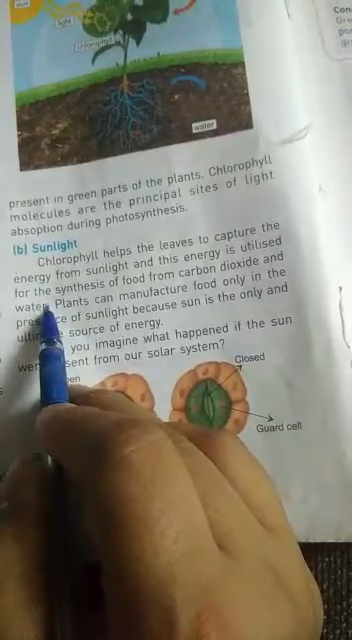 light
chlorophyll
water
present in green parts of the plants. Chlorophyll
molecules are the principal sites of light
absoption during photosynthesis.
(b) Sunlight
Chlorophyll helps the leaves to capture the
energy from sunlight and this energy is utilised
for the synthesis of food from carbon dioxide and
water. Plants can manufacture food only in the
of sunlight because sun is the only and
source of energy.
you imagine what happened if the sun
from our solar system?
Closed
Guard cell
Con